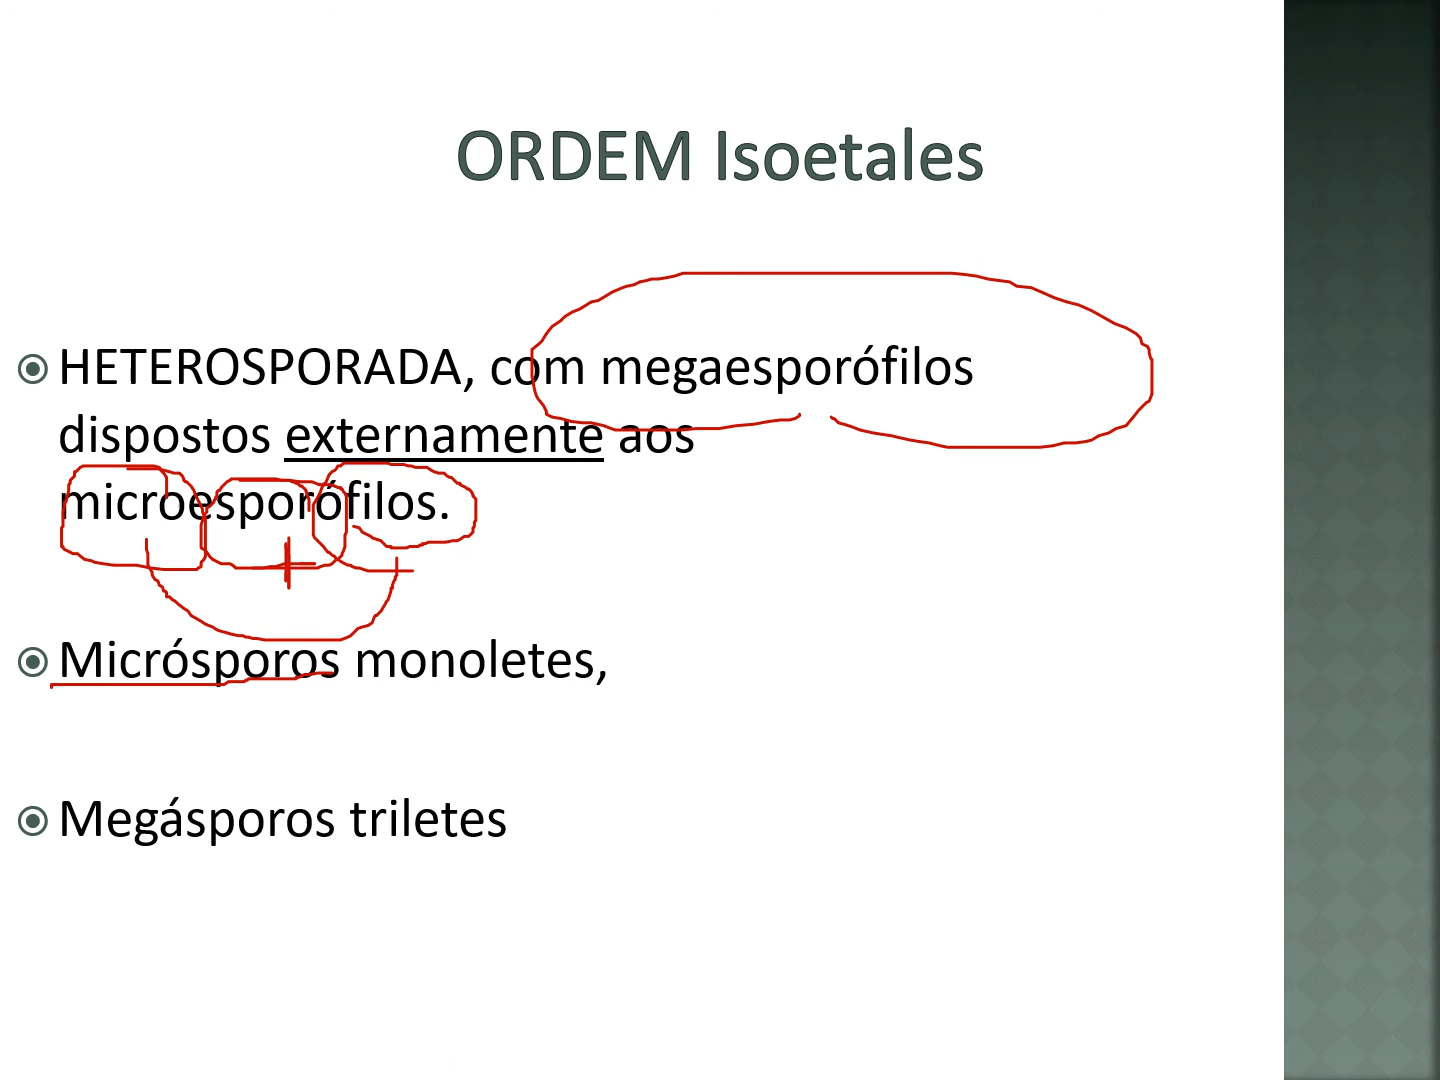 ORDEM Isoetales
HETEROSPORADA, com megaesporófilos
dispostos externamente aos
microesporófilos.
Micrósporos monoletes,
Megásporos triletes